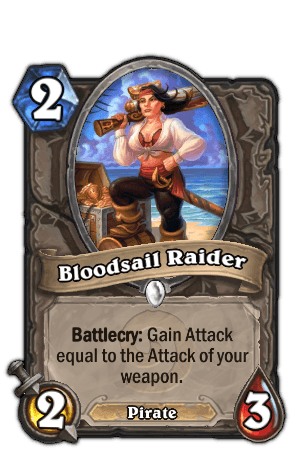 2
Bloodsail Raider
Battlecry: Gain Attack
equal to the Attack of your
weapon.
2
Pirate
3